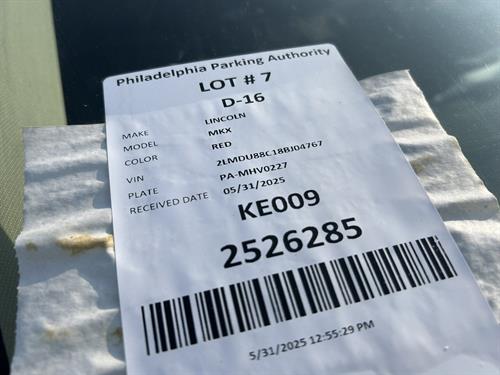 Philadelphia Parking Authority
LOT # 7
D-16
MAKE LINCOLN
MODEL MKX
COLOR RED
VIN 2LMDU88C18BJ04767
PLATE PA-MHV0227
RECEIVED DATE 05/31/2025
KE009
2526285
5/31/2025 12:55:29 PM